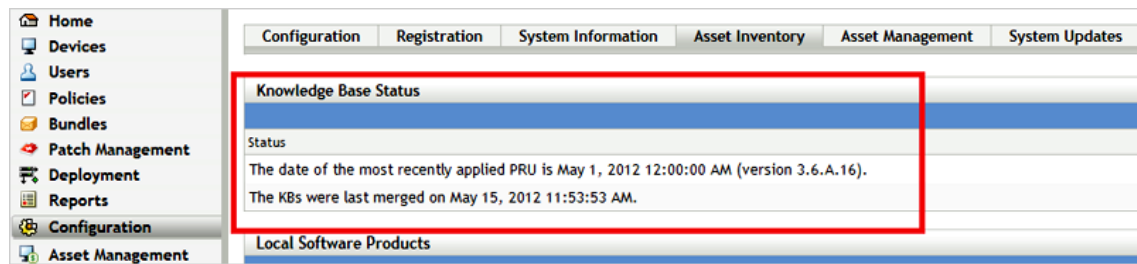 Home
Devices
Users
Policies
Bundles
Patch Management
Deployment
Reports
Configuration
Asset Management
Configuration Registration System Information Asset Inventory Asset Management System Updates
Knowledge Base Status
Status
The date of the most recently applied PRU is May 1, 2012 12:00:00 AM (version 3.6.A.16).
The KBs were last merged on May 15, 2012 11:53:53 AM.
Local Software Products